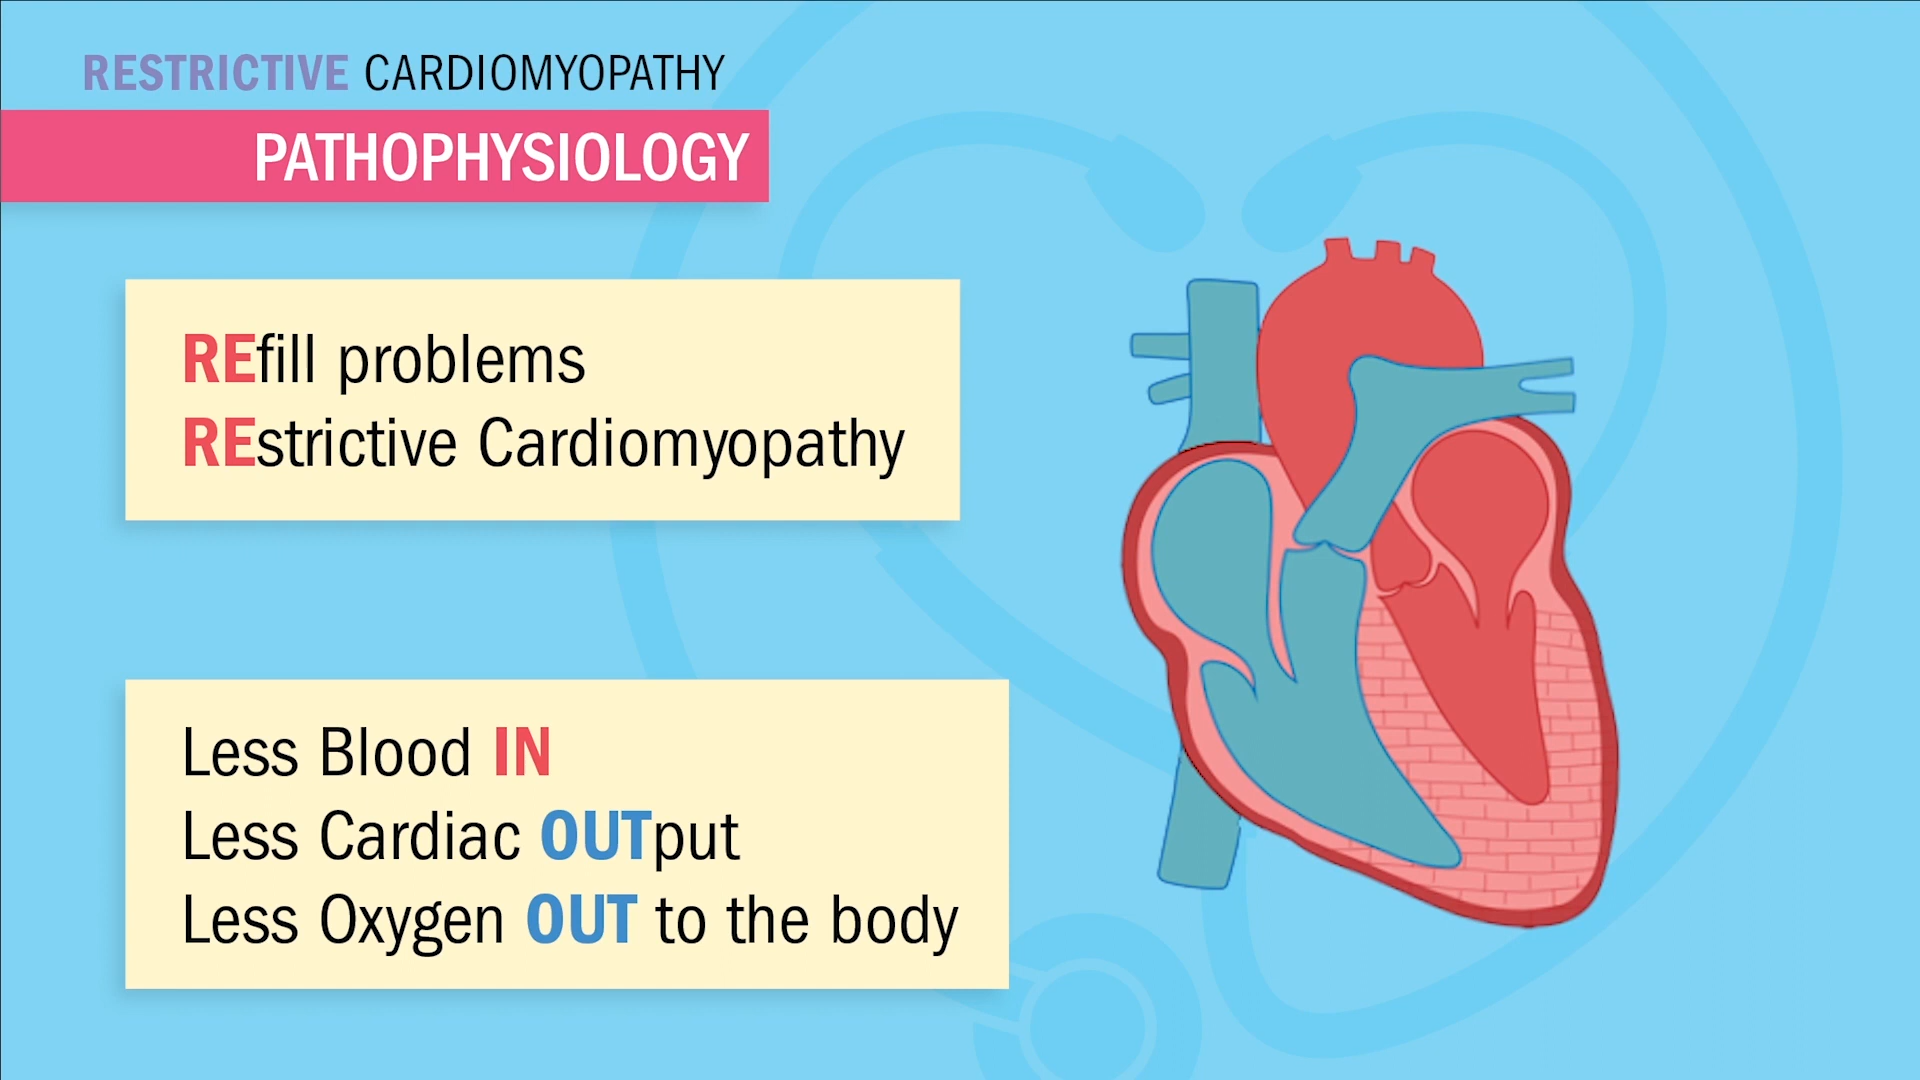 RESTRICTIVE CARDIOMYOPATHY
PATHOPHYSIOLOGY
REfill problems
REstrictive Cardiomyopathy
Less Blood IN
Less Cardiac OUTput
Less Oxygen OUT to the body